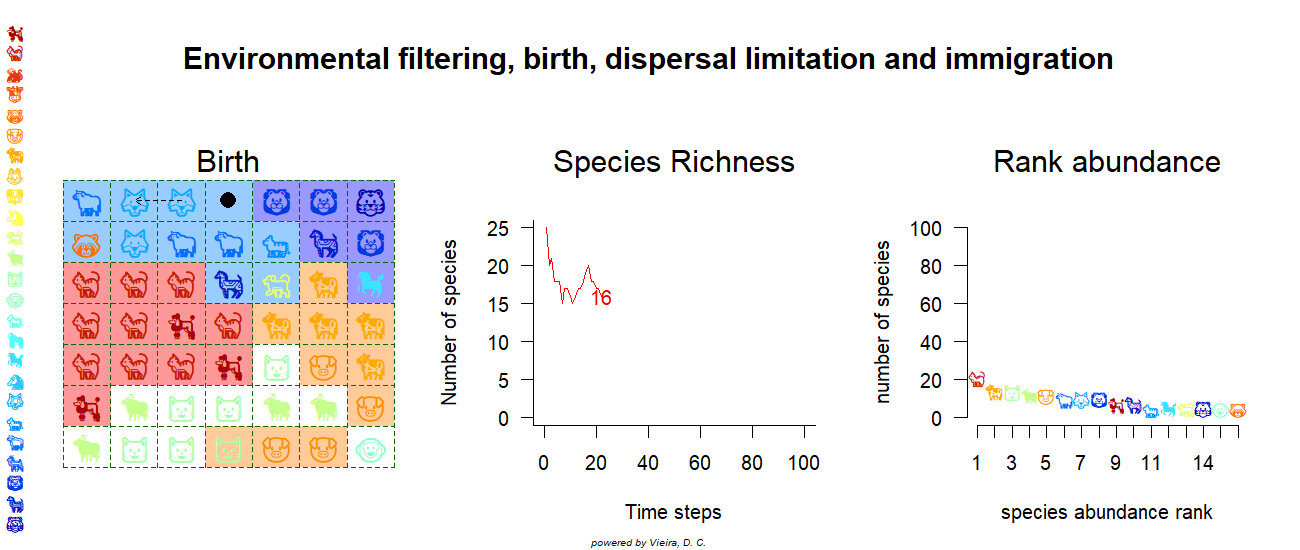 Environmental filtering, birth, dispersal limitation and immigration
Birth
Species Richness
Number of species
25
20
15
10
5
0
16
0 20 40 60 80 100
Time steps
Rank abundance
number of species
100
80
60
40
20
0
1 3 5 7 9 11 14
species abundance rank
powered by Vieira, D. C.